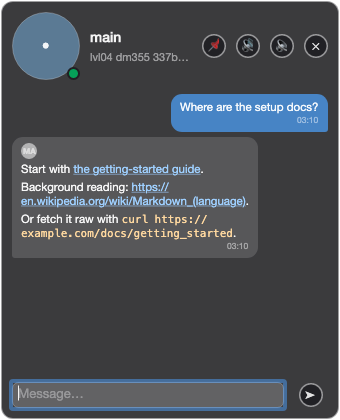 main
lvl04 dm355 337b…
Where are the setup docs?
03:10
MA
Start with the getting-started guide.
Background reading: https://
en.wikipedia.org/wiki/Markdown_(language).
Or fetch it raw with curl https://
example.com/docs/getting_started.
03:10
Message…